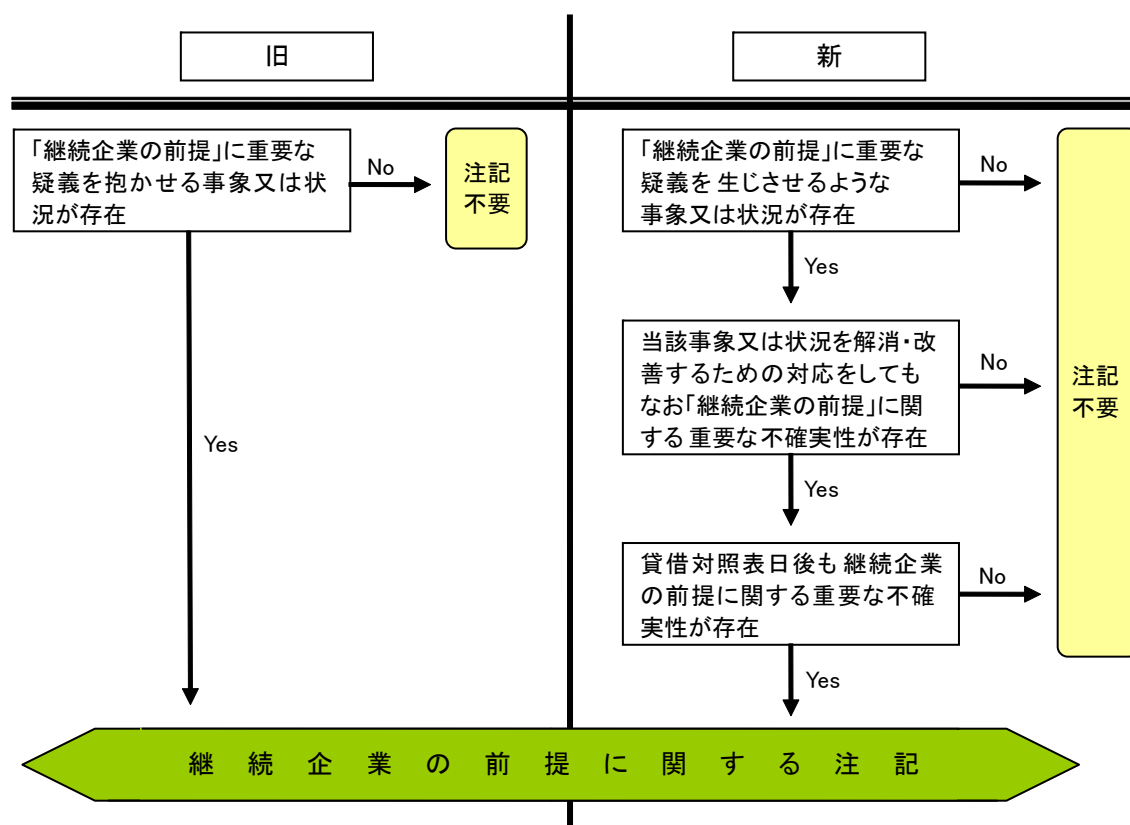 旧
「継続企業の前提」に重要な
疑義を抱かせる事象又は状
況が存在
No
注記
不要
Yes
新
「継続企業の前提」に重要な
疑義を生じさせるような
事象又は状況が存在
No
Yes
当該事象又は状況を解消・改
善するための対応をしても
なお「継続企業の前提」に関
する重要な不確実性が存在
No
注記
不要
Yes
貸借対照表日後も継続企業
の前提に関する重要な不確
実性が存在
No
Yes
継続企業の前提に関する注記